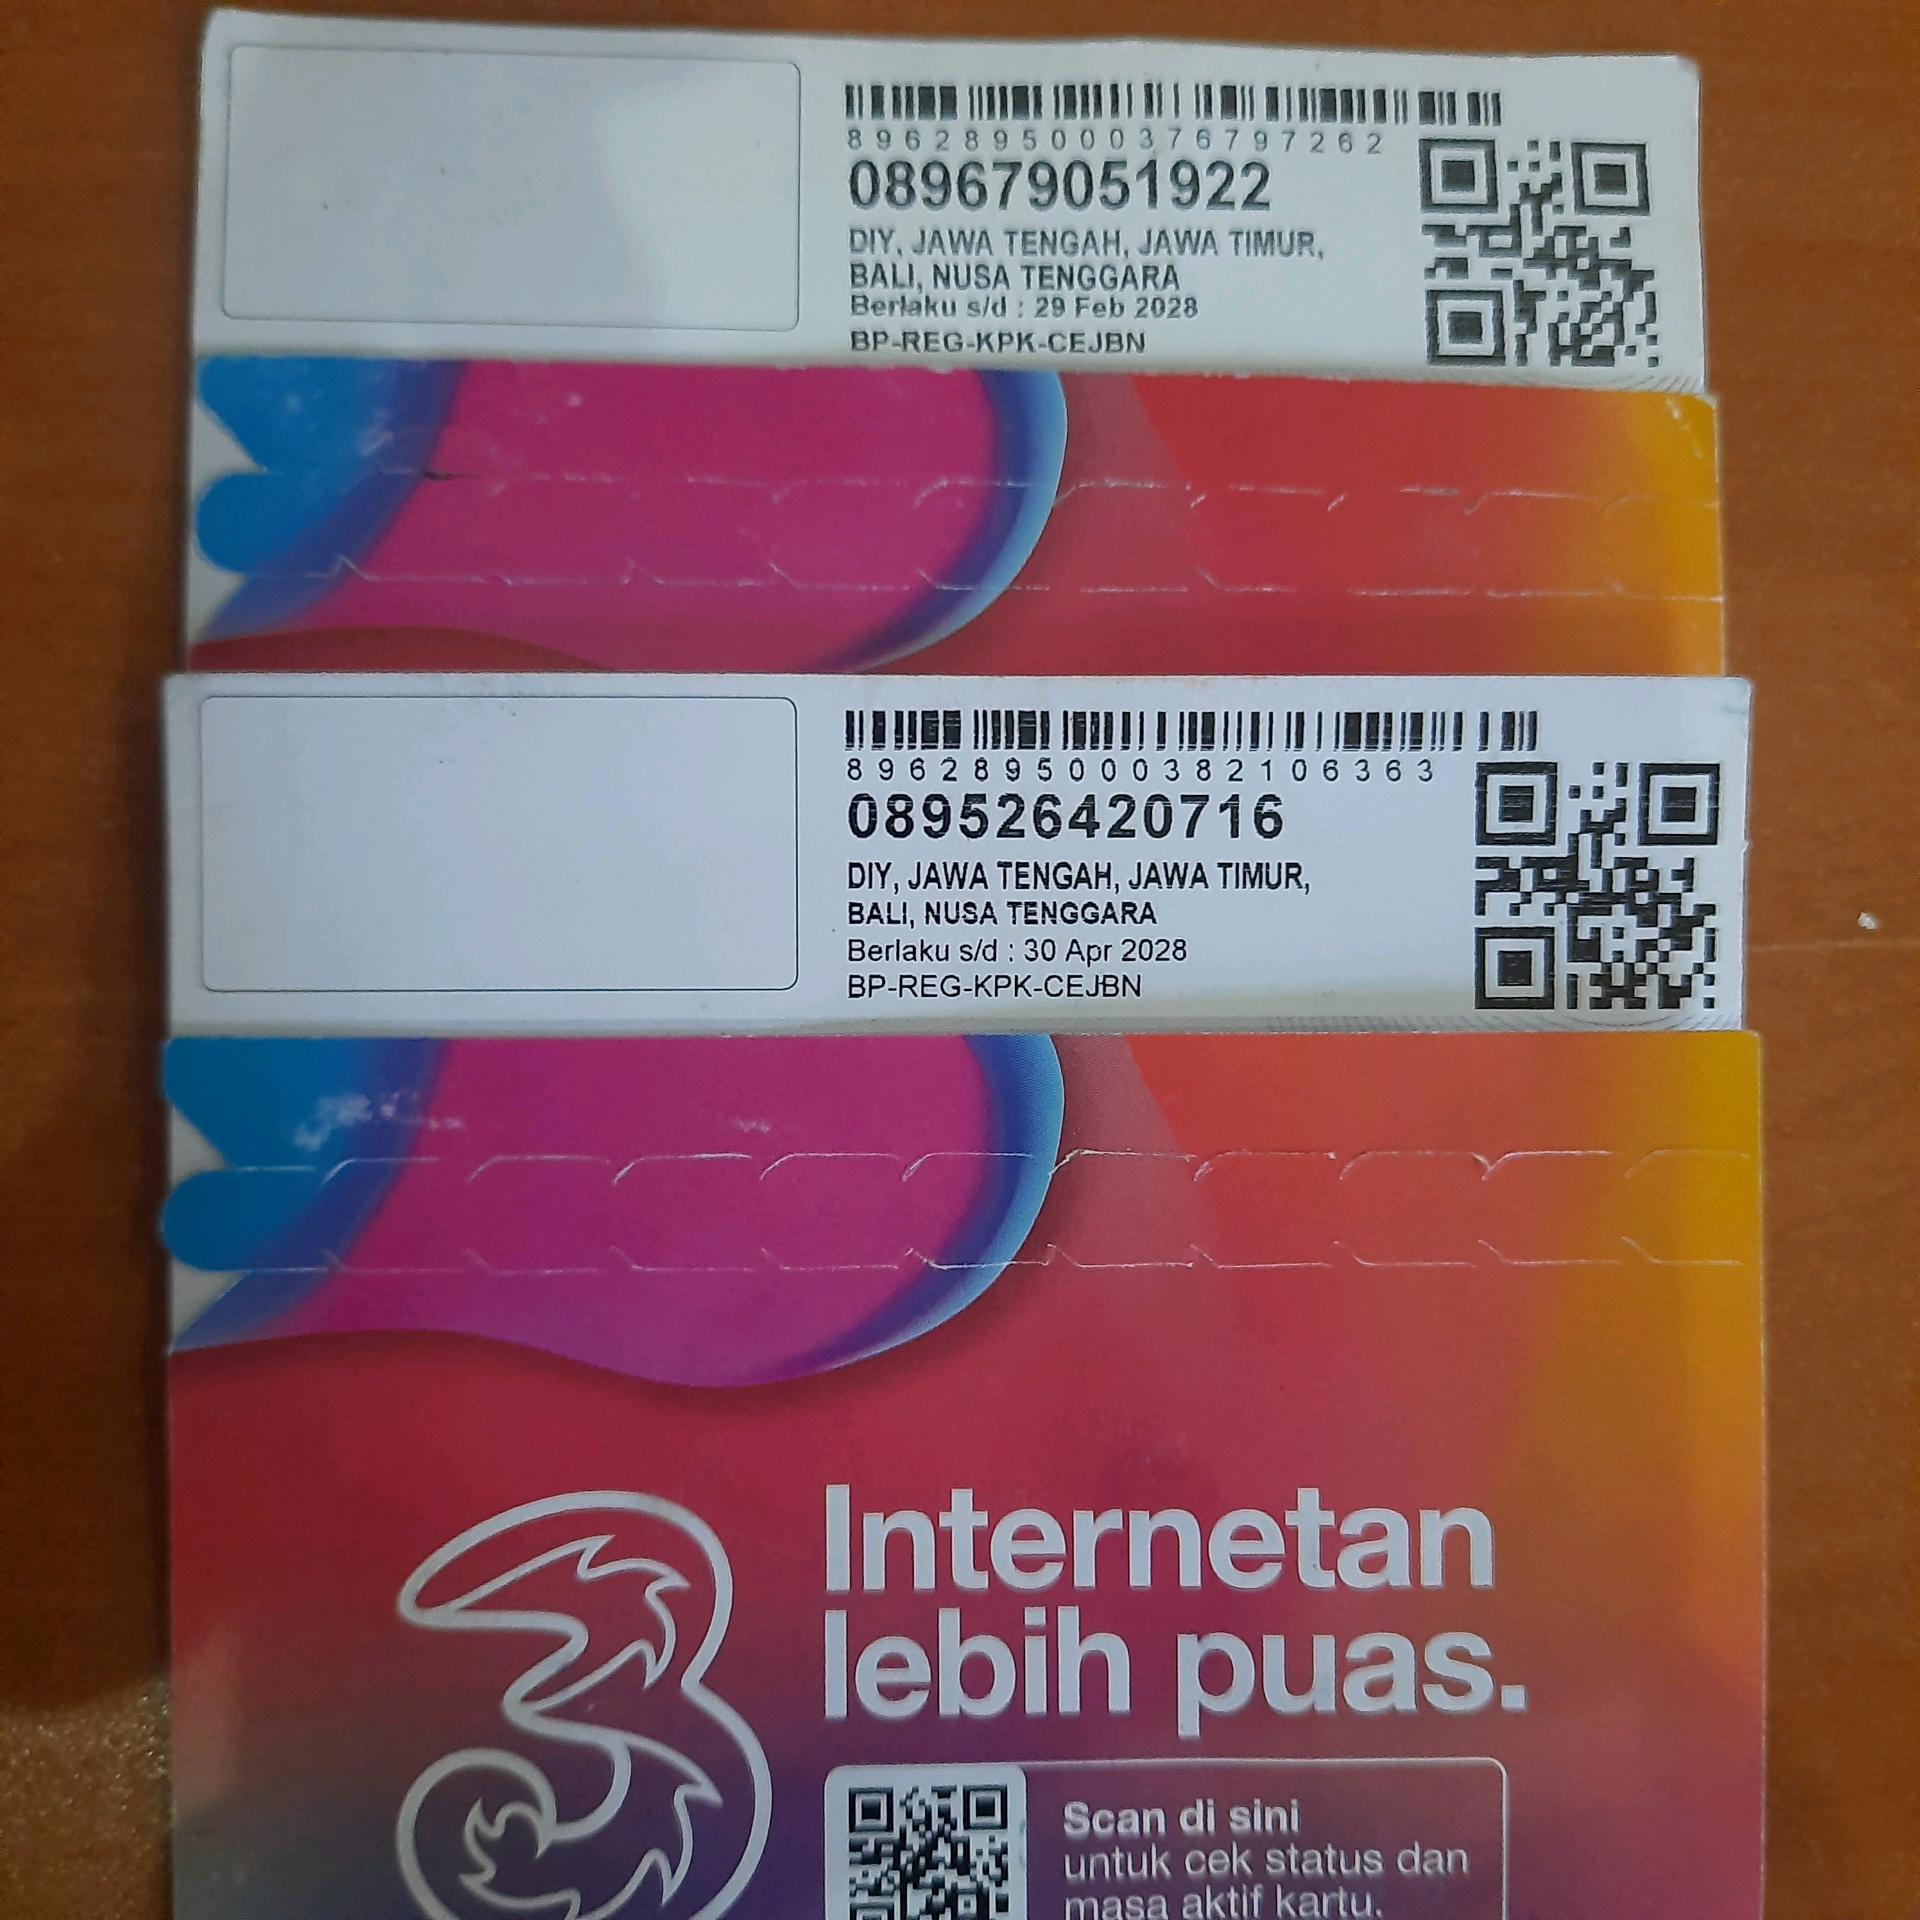 8962895000376797262
089679051922
DIY, JAWA TENGAH, JAWA TIMUR,
BALI, NUSA TENGGARA
Berlaku s/d : 29 Feb 2028
BP-REG-KPK-CEJBN
8962895000382106363
089526420716
DIY, JAWA TENGAH, JAWA TIMUR,
BALI, NUSA TENGGARA
Berlaku s/d : 30 Apr 2028
BP-REG-KPK-CEJBN
3
Internetan
lebih puas.
Scan di sini
untuk cek status dan
masa aktif kartu.